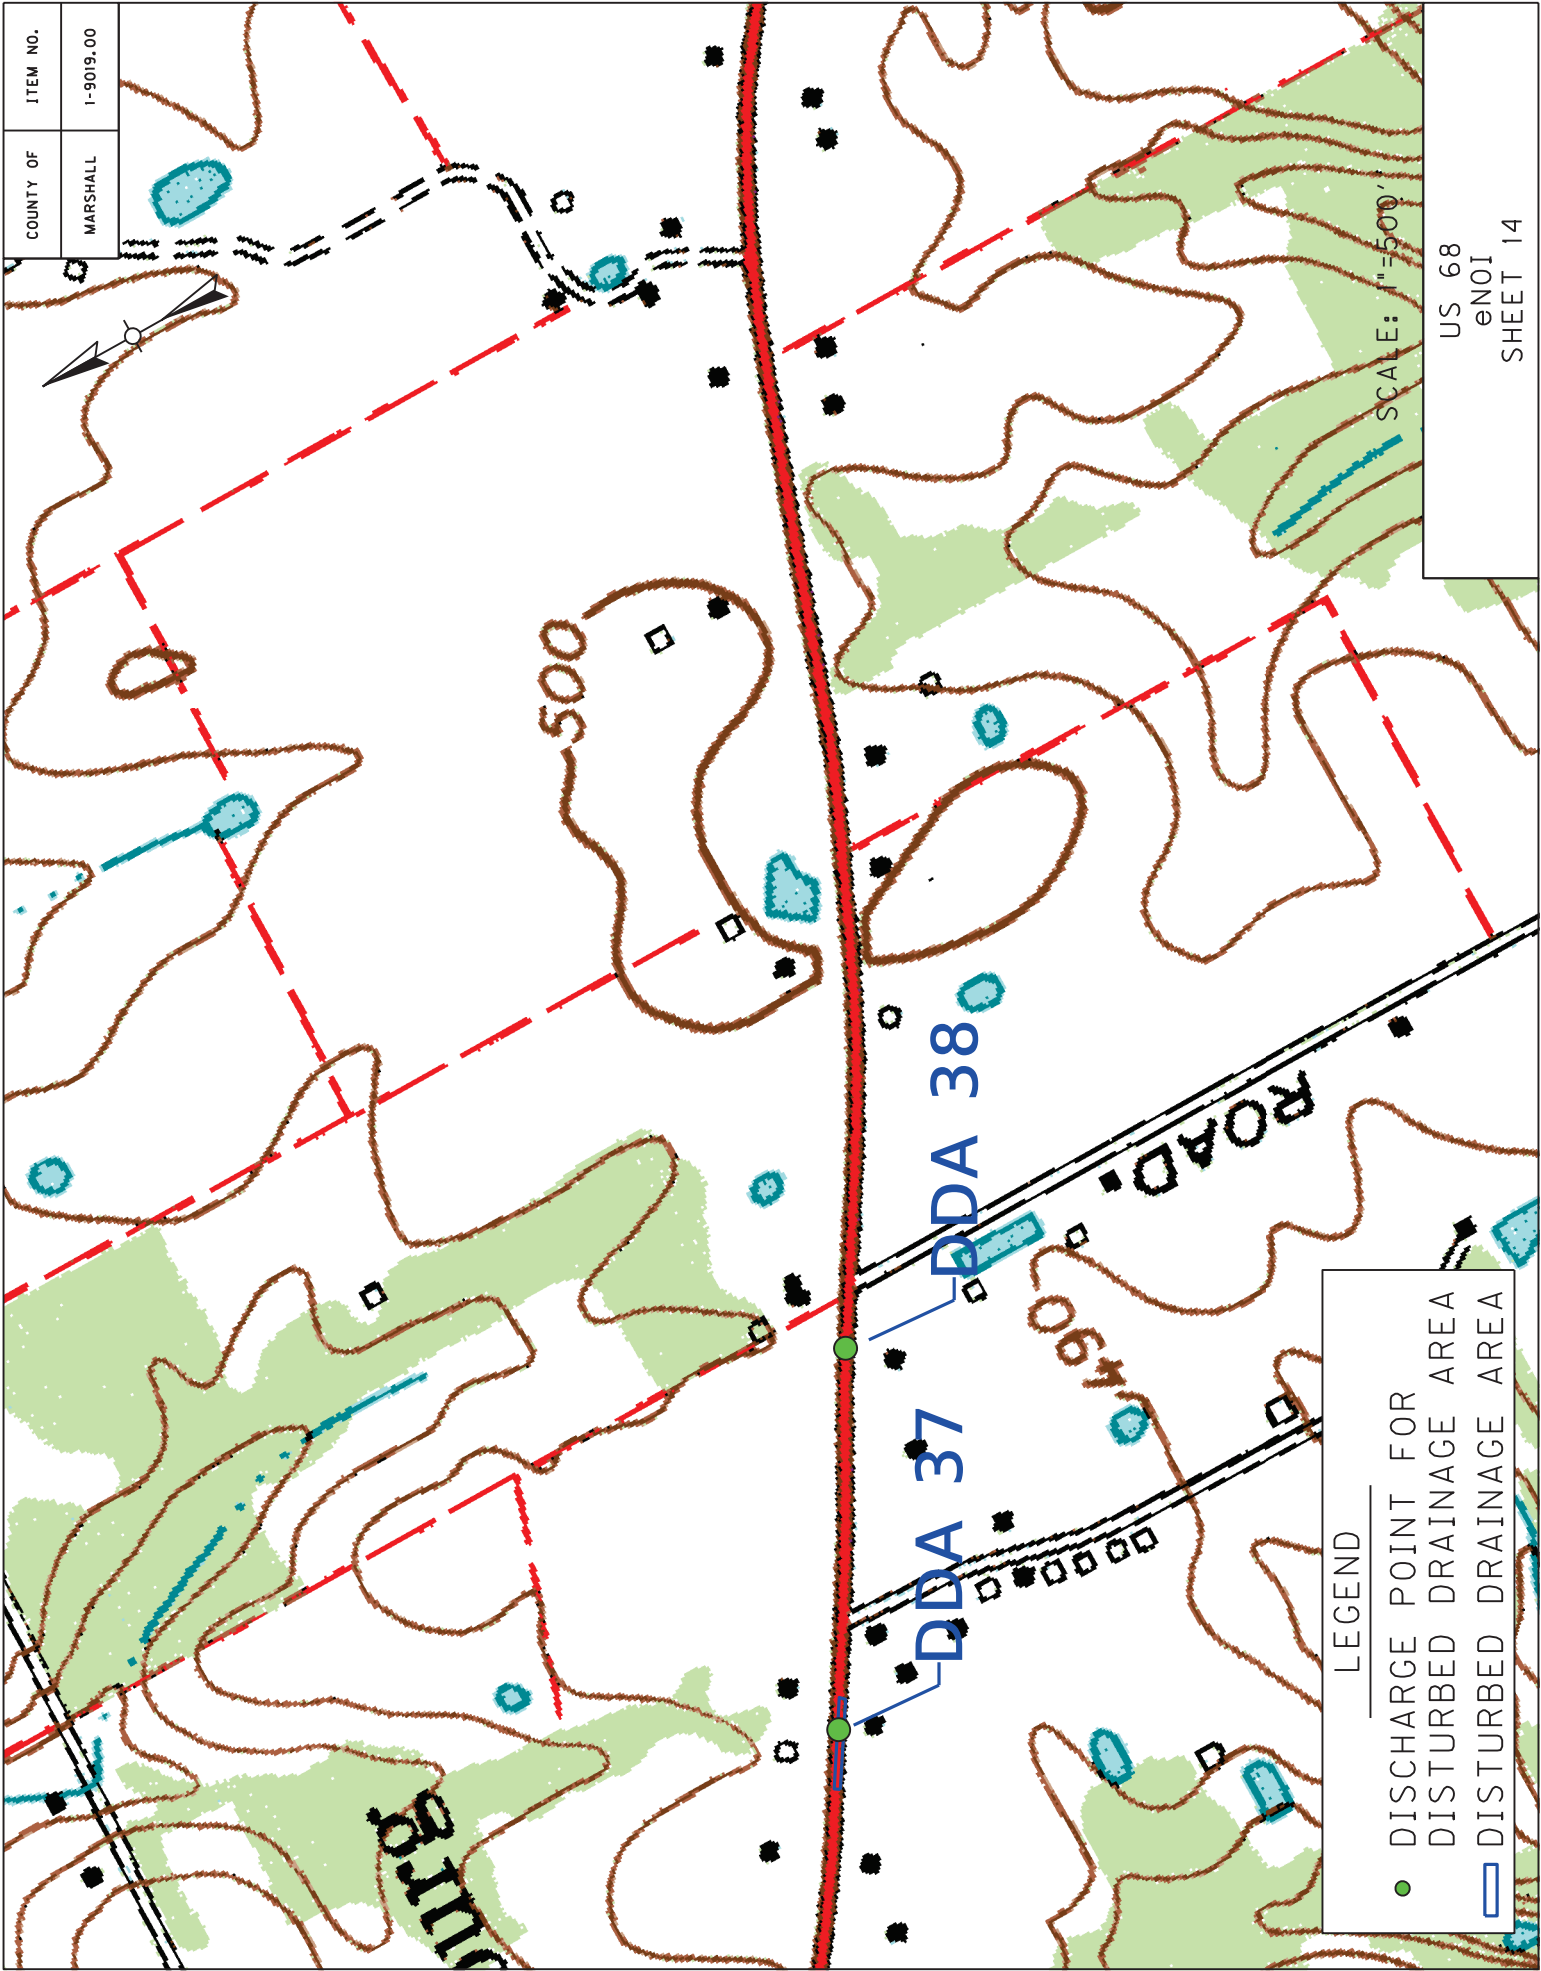 COUNTY OF
ITEM NO.
MARSHALL
1-9019.00
500
DDA 38
ROAD
490
DDA 37
SCALE: 1"=500'
US 68
eNOI
SHEET 14
LEGEND
DISCHARGE POINT FOR
DISTURBED DRAINAGE AREA
DISTURBED DRAINAGE AREA